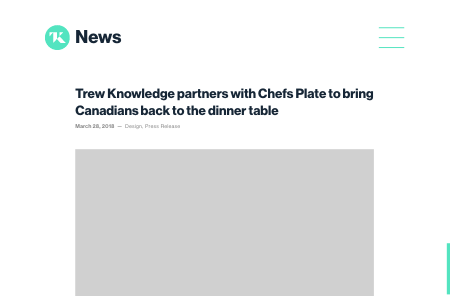 News
Trew Knowledge partners with Chefs Plate to bring
Canadians back to the dinner table
March 28, 2018 — Design, Press Release